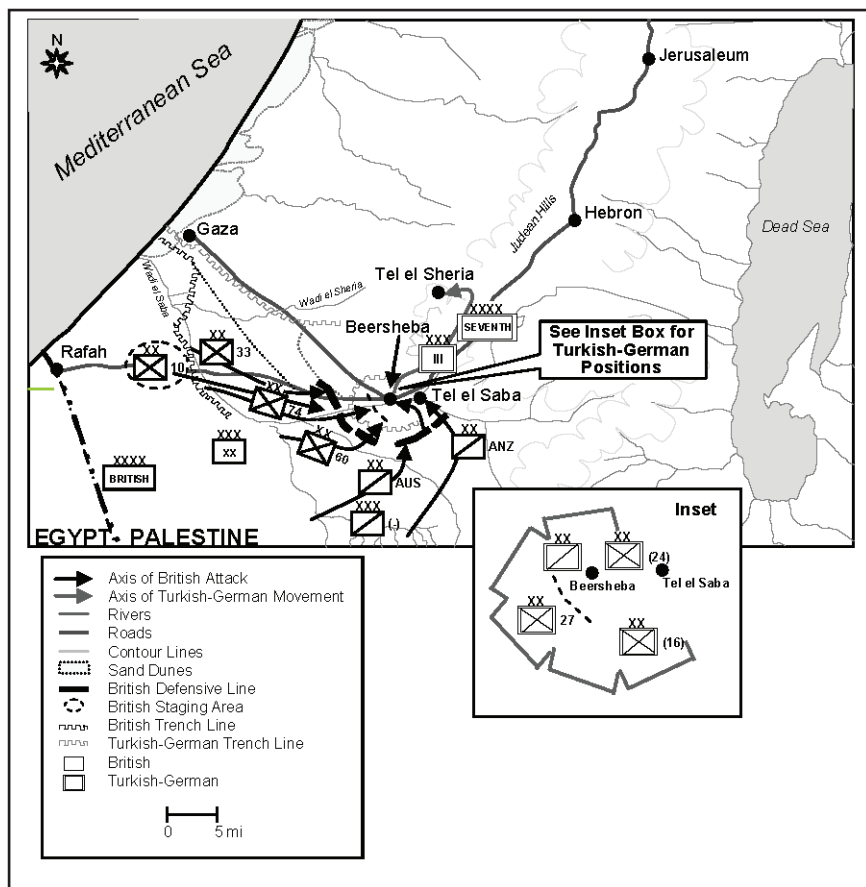 N
Mediterranean Sea
Jerusaleum
Judean Hills
Hebron
Dead Sea
Gaza
Wadi el Saba
Wadi el Sheria
Tel el Sheria
XXXX
SEVENTH
Beersheba
XXX
III
See Inset Box for
Turkish-German
Positions
Rafah
XX
10
XX
33
XX
74
Tel el Saba
XX
60
XX
ANZ
XX
AUS
XXX
XX
XXXX
BRITISH
XXX
(-)
EGYPT - PALESTINE
Inset
XX
XX
(24)
Beersheba
Tel el Saba
XX
27
XX
(16)
Axis of British Attack
Axis of Turkish-German Movement
Rivers
Roads
Contour Lines
Sand Dunes
British Defensive Line
British Staging Area
British Trench Line
Turkish-German Trench Line
British
Turkish-German
0 5 mi